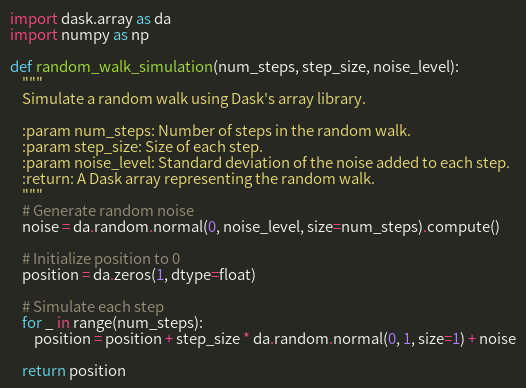 import dask.array as da
import numpy as np

def random_walk_simulation(num_steps, step_size, noise_level):
    """
    Simulate a random walk using Dask's array library.

    :param num_steps: Number of steps in the random walk.
    :param step_size: Size of each step.
    :param noise_level: Standard deviation of the noise added to each step.
    :return: A Dask array representing the random walk.
    """
    # Generate random noise
    noise = da.random.normal(0, noise_level, size=num_steps).compute()

    # Initialize position to 0
    position = da.zeros(1, dtype=float)

    # Simulate each step
    for _ in range(num_steps):
        position = position + step_size * da.random.normal(0, 1, size=1) + noise

    return position